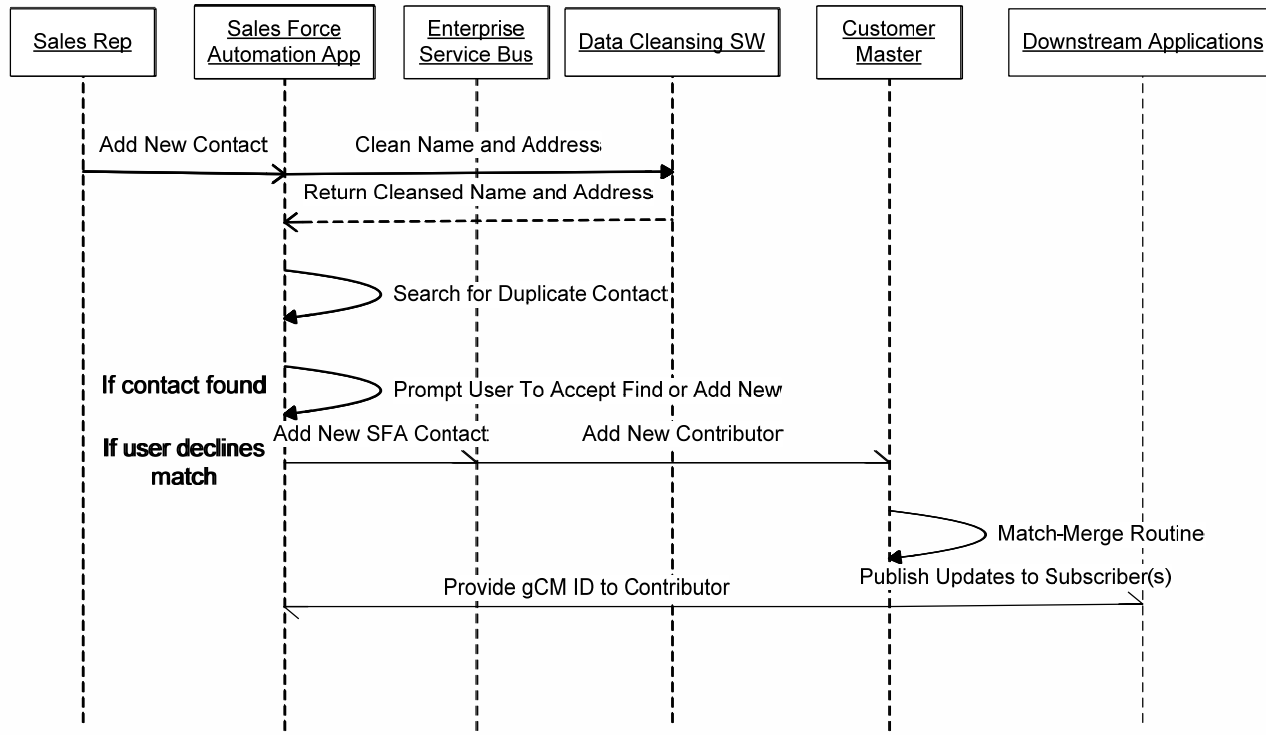 Sales Rep
Sales Force
Automation App
Enterprise
Service Bus
Data Cleansing SW
Customer
Master
Downstream Applications
Add New Contact
Clean Name and Address
Return Cleansed Name and Address
Search for Duplicate Contact
If contact found
Prompt User To Accept Find or Add New
If user declines
match
Add New SFA Contact
Add New Contributor
Match-Merge Routine
Publish Updates to Subscriber(s)
Provide gCM ID to Contributor